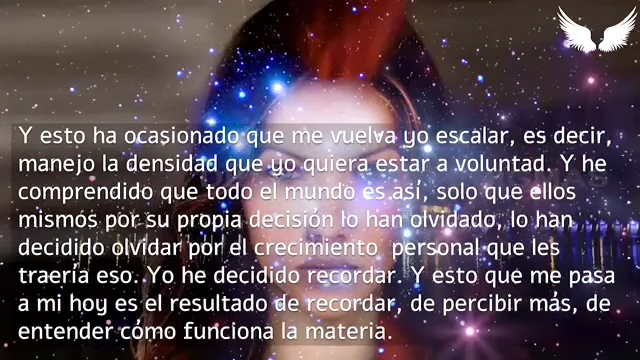 Y esto ha ocasionado que me vuelva yo escalar, es decir,
manejo la densidad que yo quiera estar a voluntad. Y he
comprendido que todo el mundo es así, solo que ellos
mismos por su propia decisión lo han olvidado, lo han
decidido olvidar por el crecimiento personal que les
traería eso. Yo he decidido recordar. Y esto que me pasa
a mi hoy es el resultado de recordar, de percibir más, de
entender cómo funciona la materia.